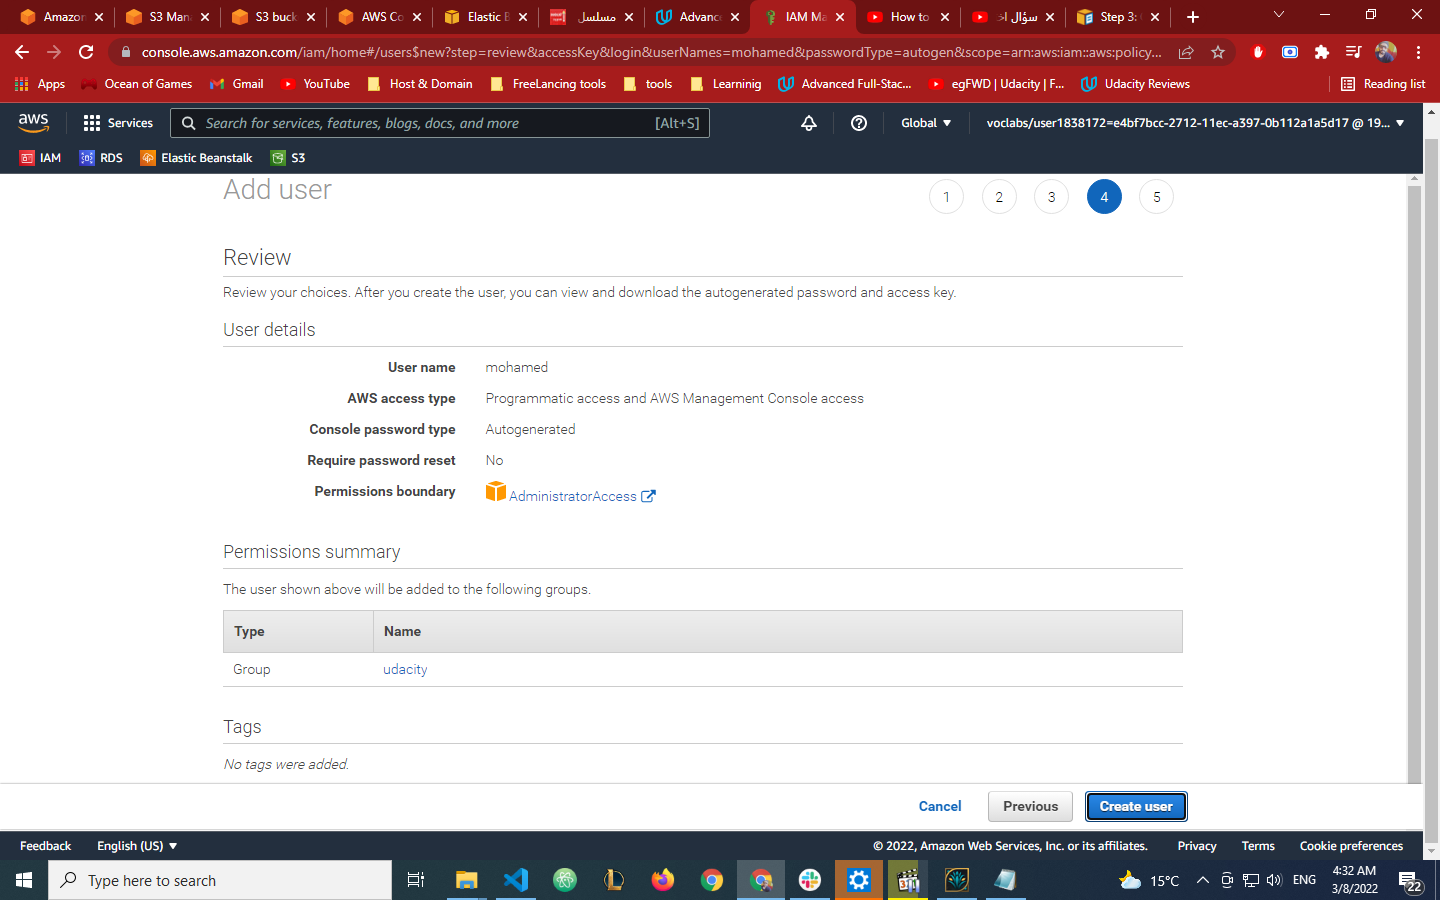 Amazon
S3 Man
S3 buck
AWS Co
Elastic B
مسلسل
Advanc
IAM Ma
How to
سؤال اخ
Step 3:
console.aws.amazon.com/iam/home#/users$new?step=review&accessKey&login&userNames=mohamed&passwordType=autogen&scope=arn:aws:iam::aws:policy...
Apps
Ocean of Games
Gmail
YouTube
Host & Domain
FreeLancing tools
tools
Learninig
Advanced Full-Stac...
egFWD | Udacity | F...
Udacity Reviews
Reading list
aws
Services
Search for services, features, blogs, docs, and more
[Alt+S]
Global
voclabs/user1838172=e4bf7bcc-2712-11ec-a397-0b112a1a5d17 @ 19...
IAM
RDS
Elastic Beanstalk
S3
Add user
1
2
3
4
5
Review
Review your choices. After you create the user, you can view and download the autogenerated password and access key.
User details
User name mohamed
AWS access type Programmatic access and AWS Management Console access
Console password type Autogenerated
Require password reset No
Permissions boundary AdministratorAccess
Permissions summary
The user shown above will be added to the following groups.
Type Name
Group udacity
Tags
No tags were added.
Cancel
Previous
Create user
Feedback
English (US)
© 2022, Amazon Web Services, Inc. or its affiliates.
Privacy
Terms
Cookie preferences
Type here to search
15°C
ENG
4:32 AM
3/8/2022
22